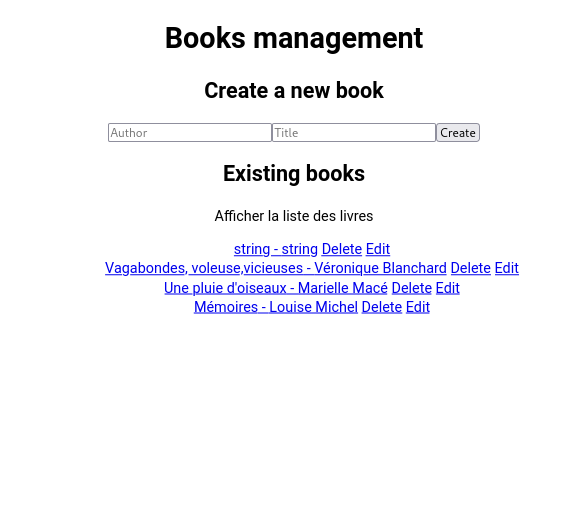 Books management
Create a new book
Author Title Create
Existing books
Afficher la liste des livres
string - string Delete Edit
Vagabondes, voleuse,vicieuses - Véronique Blanchard Delete Edit
Une pluie d'oiseaux - Marielle Macé Delete Edit
Mémoires - Louise Michel Delete Edit